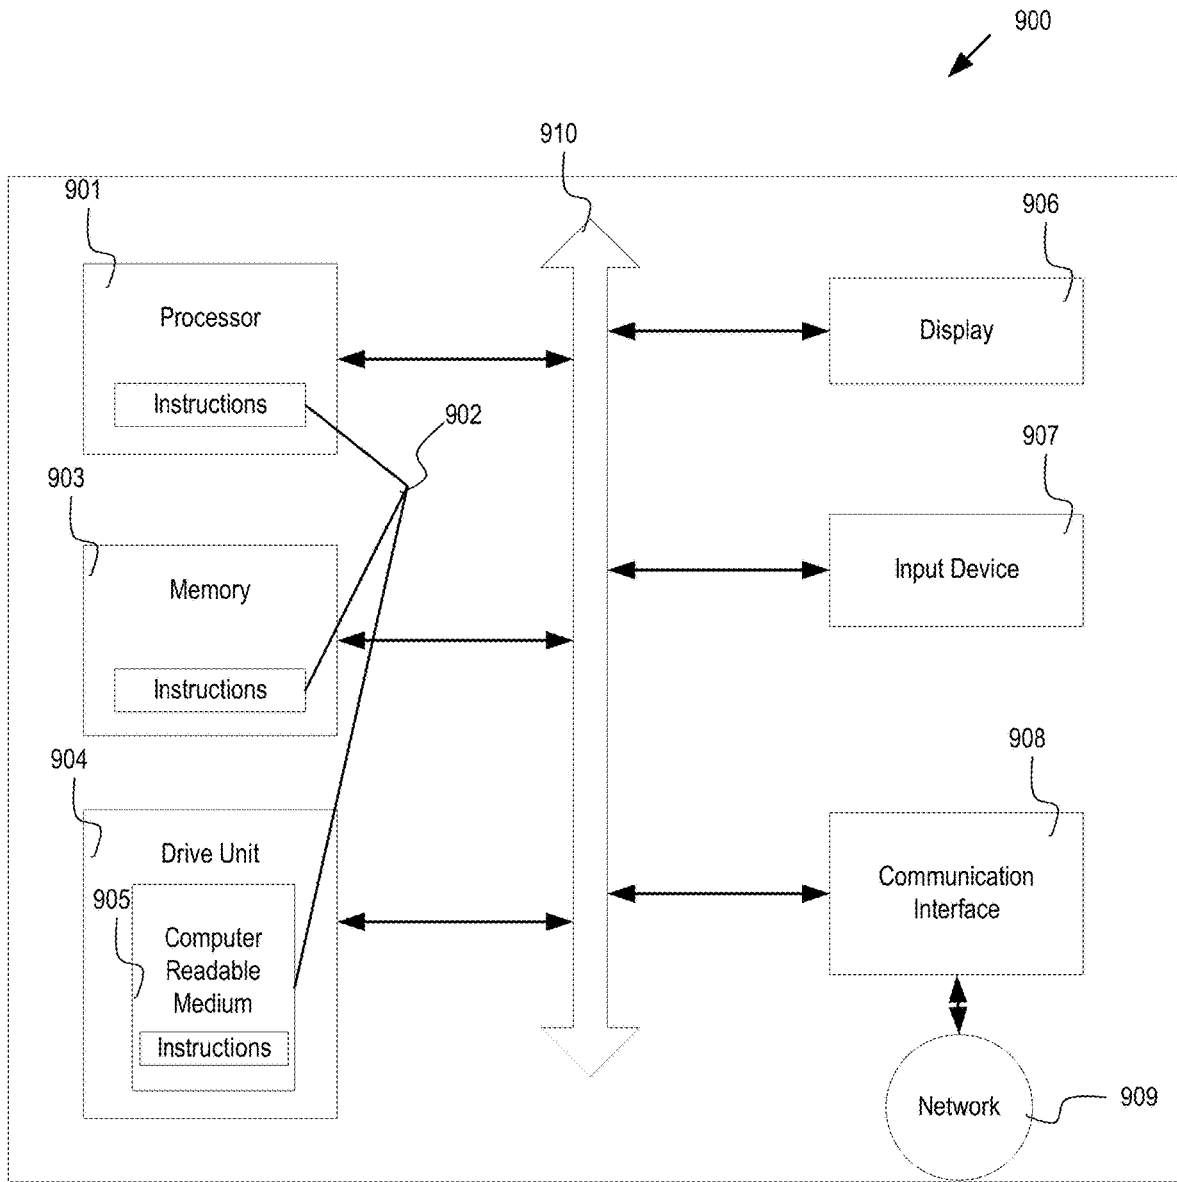 900
910
901
906
Processor
Display
Instructions
902
907
903
Input Device
Memory
Instructions
904
908
Drive Unit
Communication
Interface
905
Computer
Readable
Medium
Instructions
Network
909